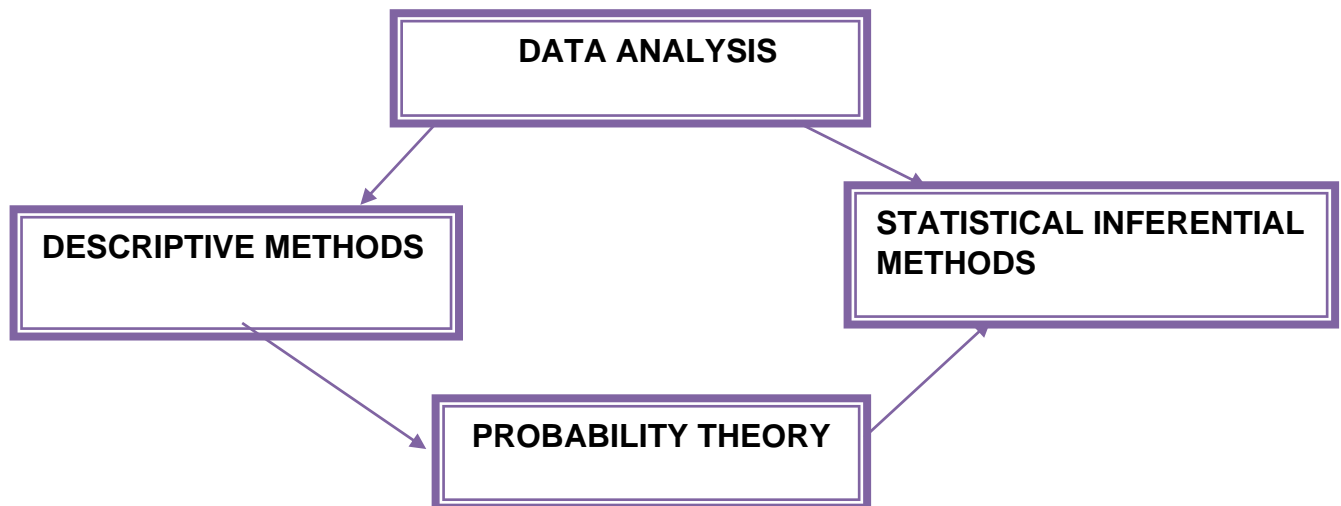 DATA ANALYSIS
DESCRIPTIVE METHODS
STATISTICAL INFERENTIAL
METHODS
PROBABILITY THEORY